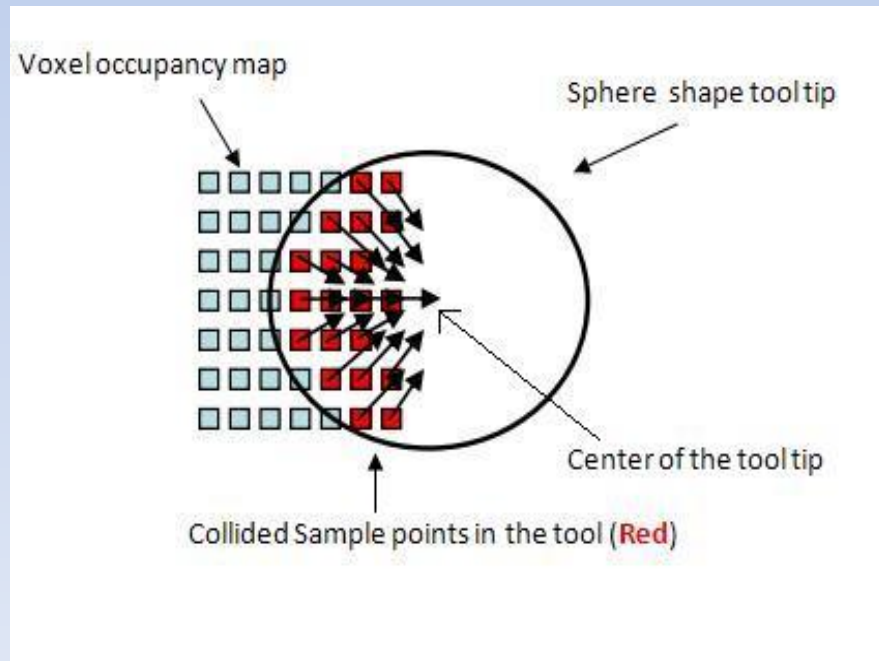 Voxel occupancy map
Sphere shape tool tip
Center of the tool tip
Collided Sample points in the tool (Red)